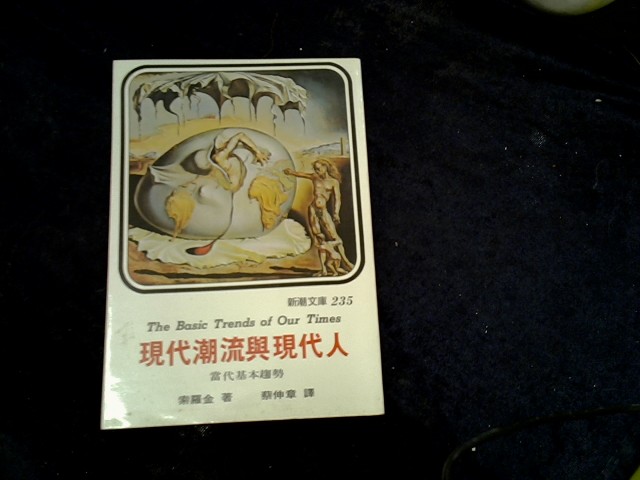 新潮文庫 235
The Basic Trends of Our Times
現代潮流與現代人
當代基本趨勢
索羅金 著 蔡伸章 譯